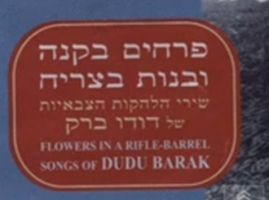 פרחים בקנה
ובנות בצריח
שירי הלהקות הצבאיות
של דודו ברק
FLOWERS IN A RIFLE-BARREL
SONGS OF DUDU BARAK